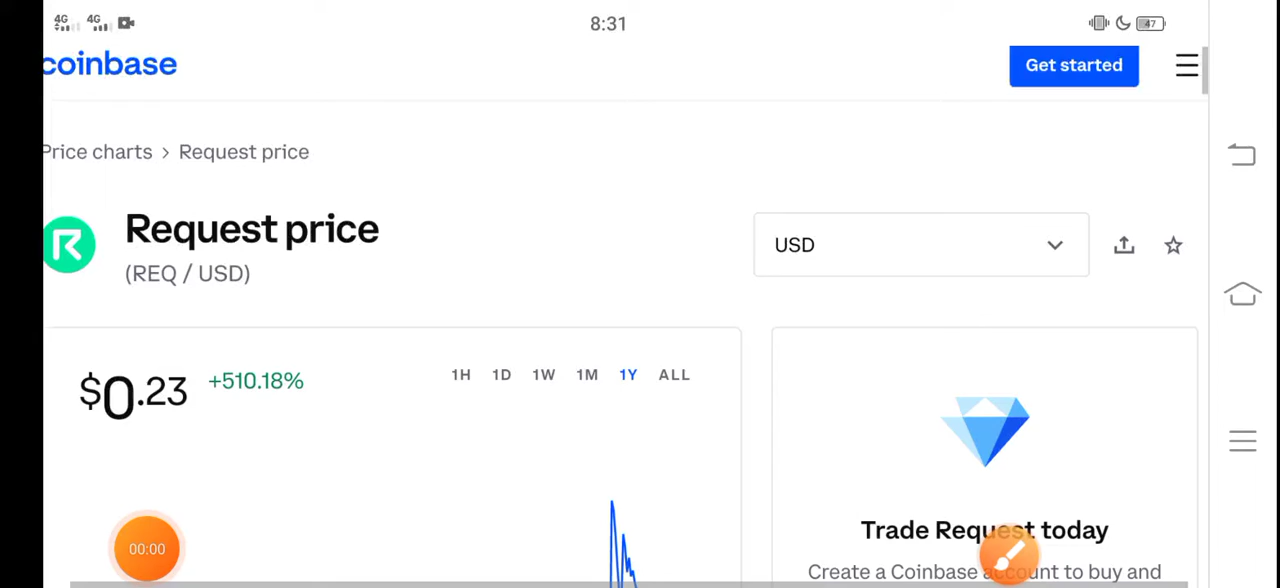 4G 4G 8:31 47
coinbase Get started
Price charts > Request price
Request price
(REQ / USD)
USD
$0.23 +510.18% 1H 1D 1W 1M 1Y ALL
Trade Request today
00:00
Create a Coinbase account to buy and